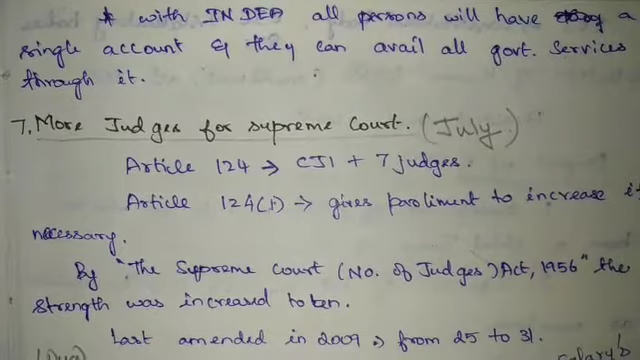 * with INDEA all persons will have a
single account & they can avail all govt. services
through it.
7. More Judges for supreme Court. (July)
Article 124 → CJI + 7 judges.
Article 124(1) → gives parliment to increase if
necessary.
By "The Supreme Court (No. of Judges) Act, 1956" the
strength was increased to ten.
Last amended in 2009 → from 25 to 31.